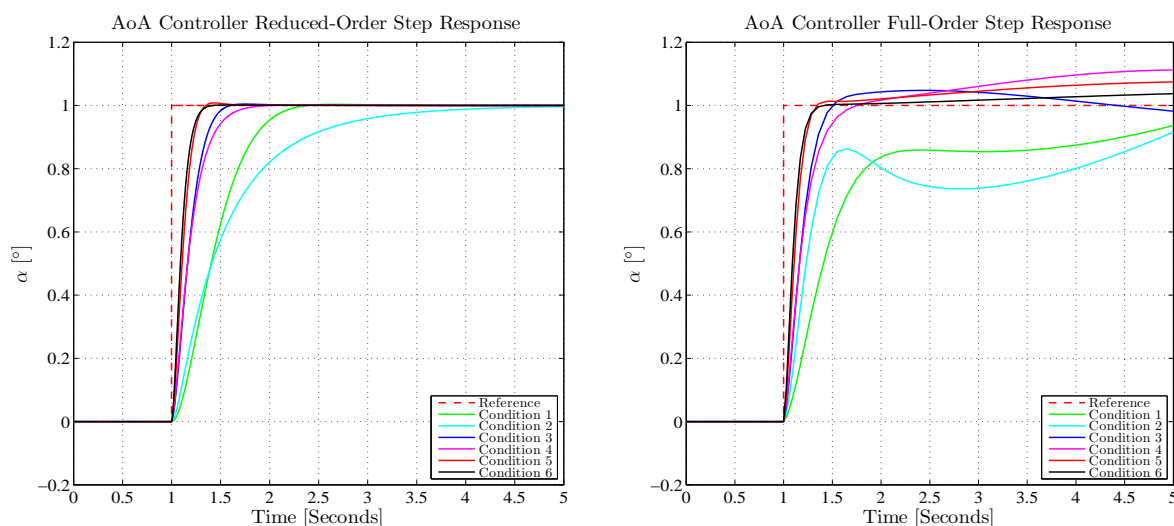 AoA Controller Reduced-Order Step Response
1.2
1
0.8
0.6
0.4
0.2
0
−0.2
α [°]
0 0.5 1 1.5 2 2.5 3 3.5 4 4.5 5
Time [Seconds]
Reference
Condition 1
Condition 2
Condition 3
Condition 4
Condition 5
Condition 6
AoA Controller Full-Order Step Response
1.2
1
0.8
0.6
0.4
0.2
0
−0.2
α [°]
0 0.5 1 1.5 2 2.5 3 3.5 4 4.5 5
Time [Seconds]
Reference
Condition 1
Condition 2
Condition 3
Condition 4
Condition 5
Condition 6